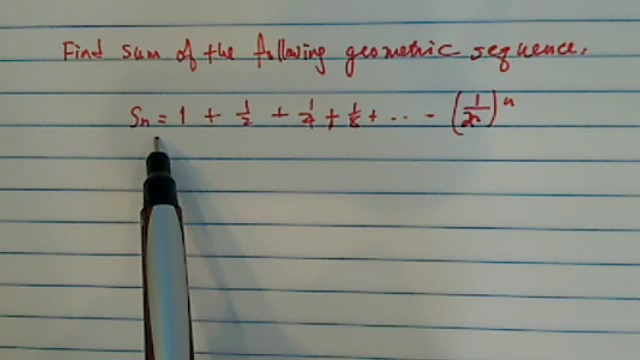 Find sum of the following geometric sequence.
Sn = 1 + 1/2 + 1/4 + 1/8 + .. - (1/2)^n